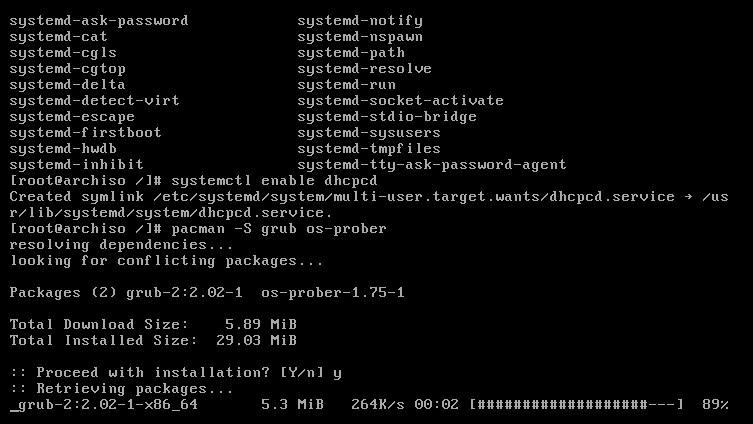 systemd-ask-password systemd-notify
systemd-cat systemd-nspawn
systemd-cgls systemd-path
systemd-cgtop systemd-resolve
systemd-delta systemd-run
systemd-detect-virt systemd-socket-activate
systemd-escape systemd-stdio-bridge
systemd-firstboot systemd-sysusers
systemd-hwdb systemd-tmpfiles
systemd-inhibit systemd-tty-ask-password-agent
[root@archiso /]# systemctl enable dhcpcd
Created symlink /etc/systemd/system/multi-user.target.wants/dhcpcd.service → /us
r/lib/systemd/system/dhcpcd.service.
[root@archiso /]# pacman -S grub os-prober
resolving dependencies...
looking for conflicting packages...
Packages (2) grub-2:2.02-1 os-prober-1.75-1
Total Download Size: 5.89 MiB
Total Installed Size: 29.03 MiB
:: Proceed with installation? [Y/n] y
:: Retrieving packages...
_grub-2:2.02-1-x86_64 5.3 MiB 264K/s 00:02 [###################---] 89%